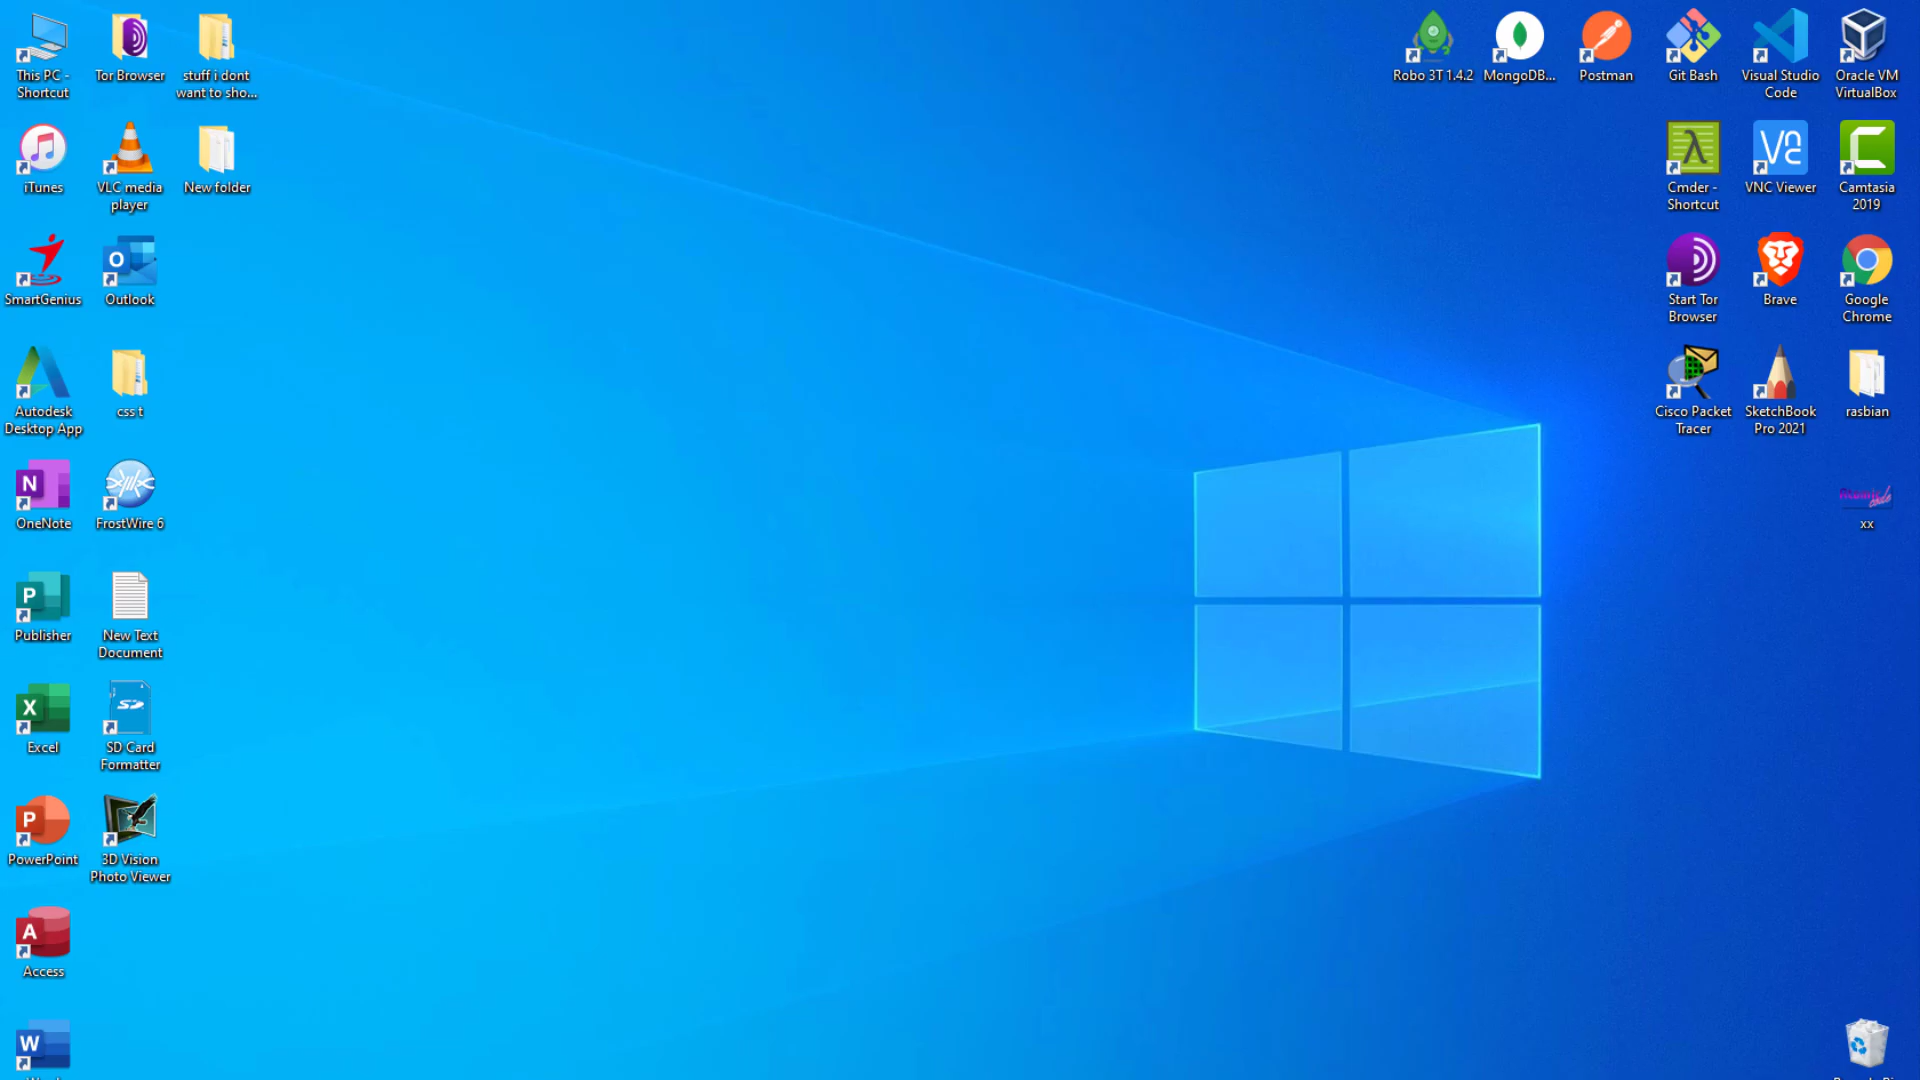 This PC -
Shortcut
Tor Browser
stuff i dont
want to sho...
Robo 3T 1.4.2
MongoDB...
Postman
Git Bash
Visual Studio
Code
Oracle VM
VirtualBox
iTunes
VLC media
player
New folder
Cmder -
Shortcut
VNC Viewer
Camtasia
2019
SmartGenius
Outlook
Start Tor
Browser
Brave
Google
Chrome
Autodesk
Desktop App
css t
Cisco Packet
Tracer
SketchBook
Pro 2021
rasbian
OneNote
FrostWire 6
xx
Publisher
New Text
Document
Excel
SD Card
Formatter
PowerPoint
3D Vision
Photo Viewer
Access